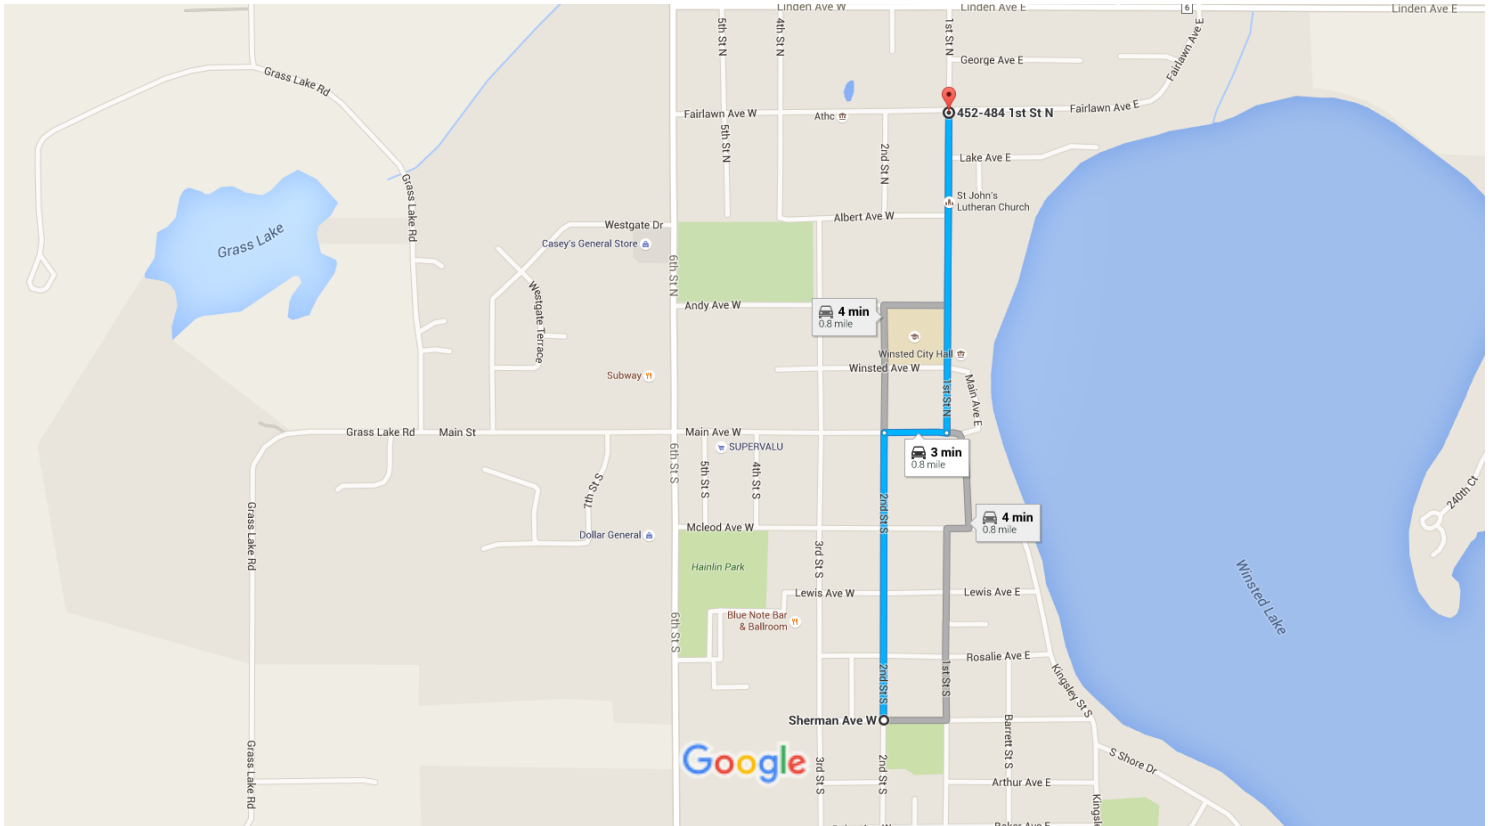 Linden Ave W
Linden Ave E
6
Linden Ave E
5th St N
4th St N
1st St N
George Ave E
Fairlawn Ave E
Grass Lake Rd
Fairlawn Ave W
Athc
452-484 1st St N
Fairlawn Ave E
5th St N
2nd St N
Lake Ave E
Grass Lake Rd
St John's
Lutheran Church
Albert Ave W
Westgate Dr
Grass Lake
Casey's General Store
6th St N
Westgate Terrace
Andy Ave W
4 min
0.8 mile
Winsted City Hall
Winsted Ave W
Subway
1st St N
Main Ave E
Grass Lake Rd
Main St
Main Ave W
SUPERVALU
3 min
0.8 mile
6th St S
5th St S
4th St S
7th St S
2nd St S
240th Ct
4 min
0.8 mile
Mcleod Ave W
Dollar General
Grass Lake Rd
3rd St S
Hainlin Park
Winsted Lake
Lewis Ave W
Lewis Ave E
Blue Note Bar
& Ballroom
6th St S
Rosalie Ave E
2nd St S
1st St S
Kingsley St S
Sherman Ave W
Barrett St S
Google
S Shore Dr
Grass Lake Rd
3rd St S
2nd St S
Arthur Ave E
Kingsl
Baker Ave E